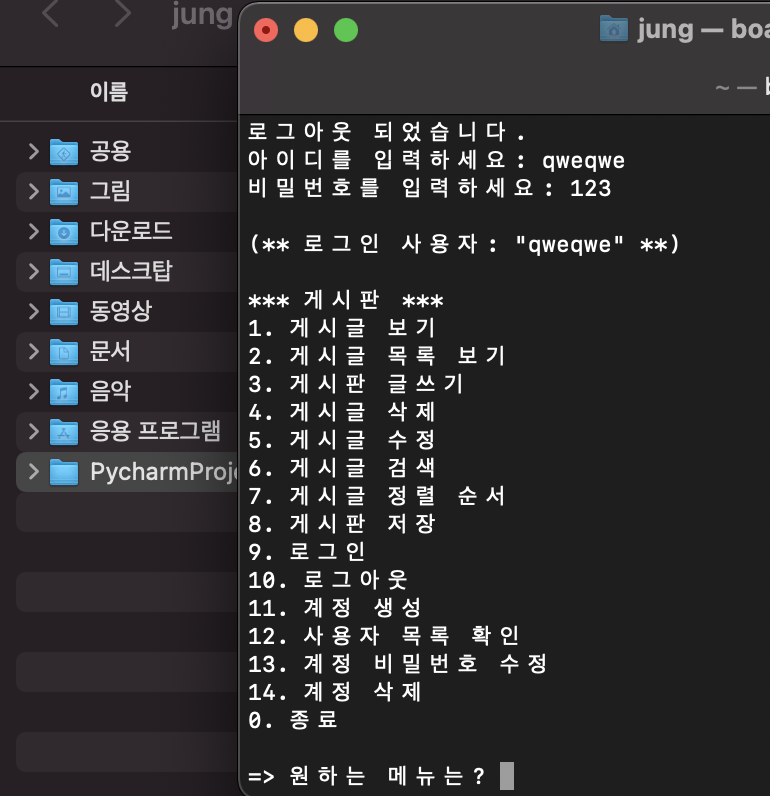 jung
이름
공용
그림
다운로드
데스크탑
동영상
문서
음악
응용 프로그램
jung —
~ —
로그아웃 되었습니다.
아이디를 입력하세요: qweqwe
비밀번호를 입력하세요: 123
(** 로그인 사용자: "qweqwe" **)
*** 게시판 ***
1. 게시글 보기
2. 게시글 목록 보기
3. 게시판 글쓰기
4. 게시글 삭제
5. 게시글 수정
6. 게시글 검색
7. 게시글 정렬 순서
8. 게시판 저장
9. 로그인
10. 로그아웃
11. 계정 생성
12. 사용자 목록 확인
13. 계정 비밀번호 수정
14. 계정 삭제
0. 종료
=> 원하는 메뉴는?